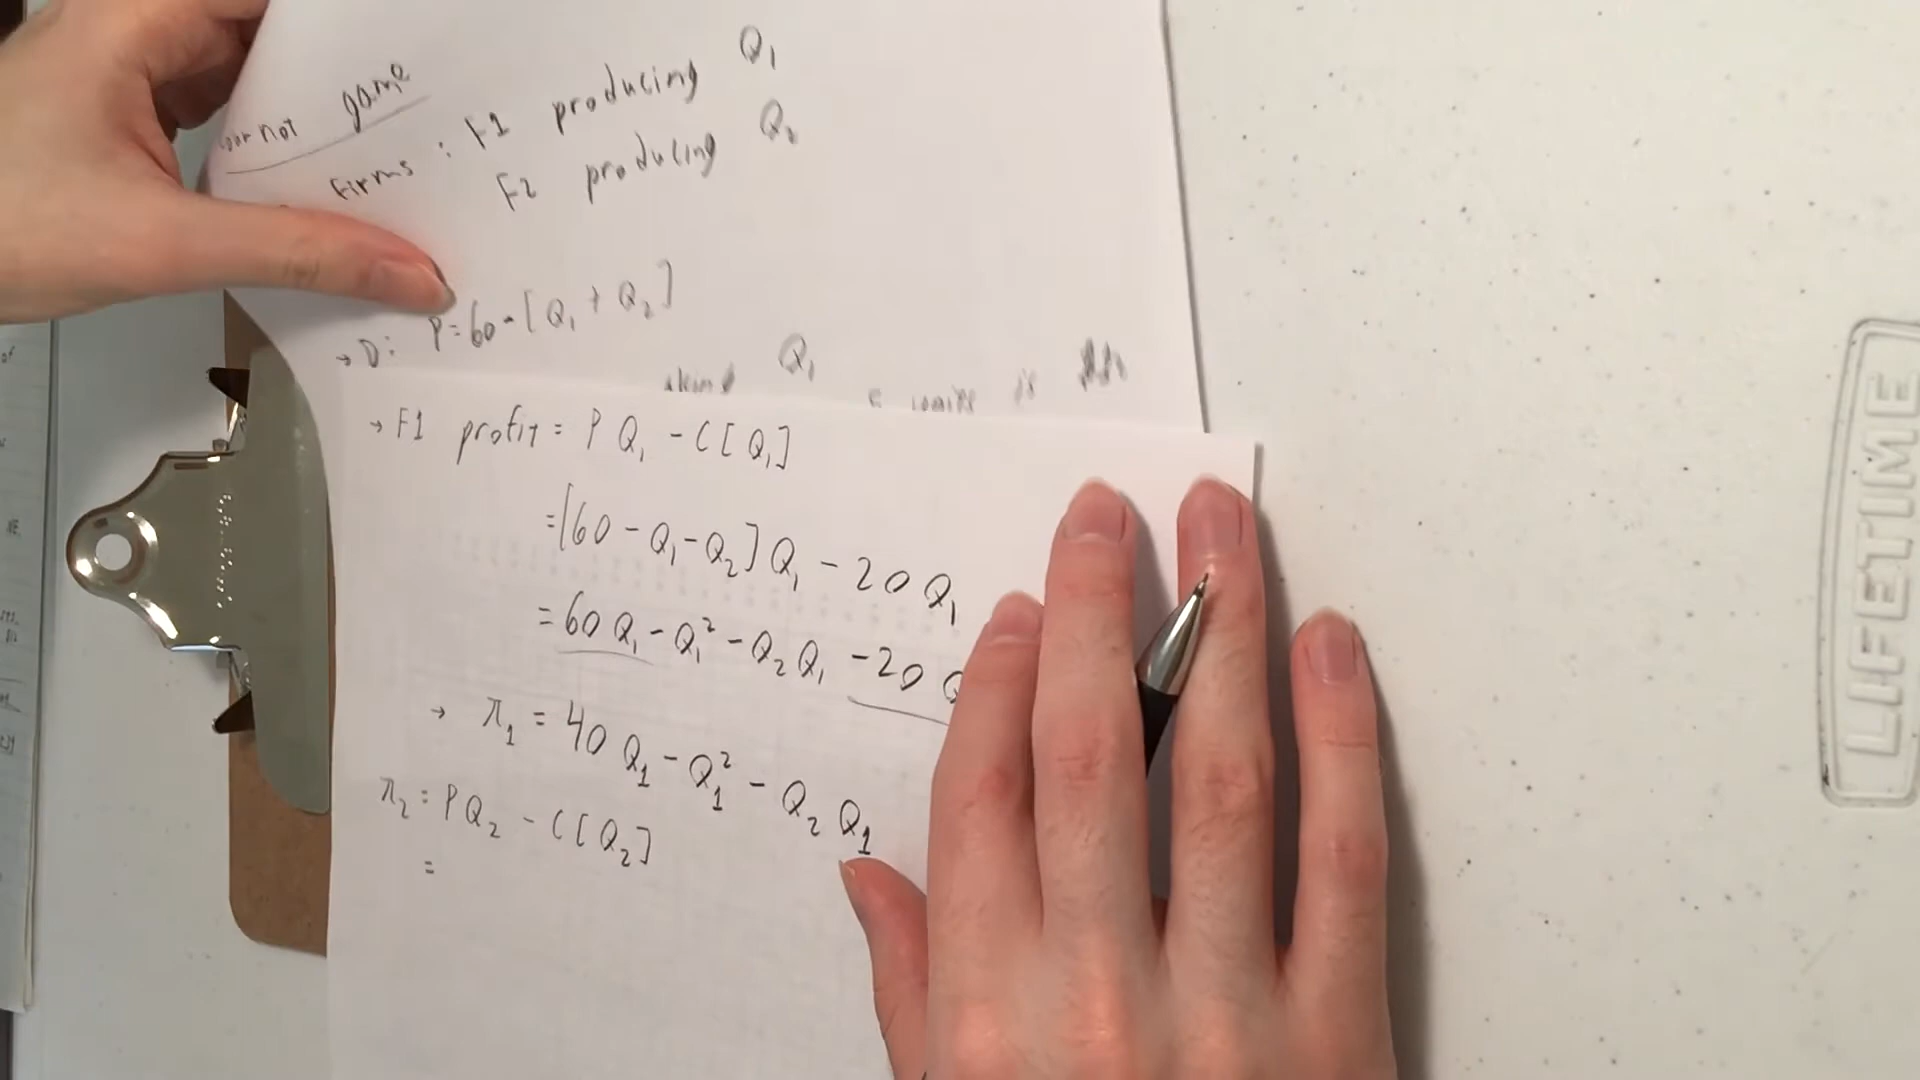 game
Firms : F1 producing Q₁
F2 producing Q₂
→ D: P=60-[Q₁ + Q₂]
Q₁ is
→ F1 profit = P Q₁ - C[Q₁]
=[60 - Q₁ - Q₂] Q₁ - 20 Q₁
= 60 Q₁ - Q₁² - Q₂ Q₁ - 20 Q
→ π₁ = 40 Q₁ - Q₁² - Q₂ Q₁
π₂ = P Q₂ - C[Q₂]
=
LIFETIME